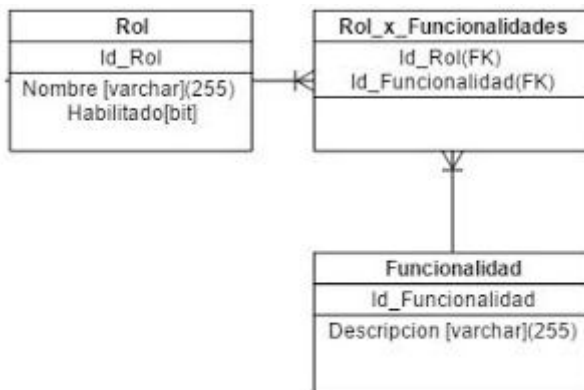 Rol
Id_Rol
Nombre [varchar](255)
Habilitado[bit]
Rol_x_Funcionalidades
Id_Rol(FK)
Id_Funcionalidad(FK)
Funcionalidad
Id_Funcionalidad
Descripcion [varchar](255)